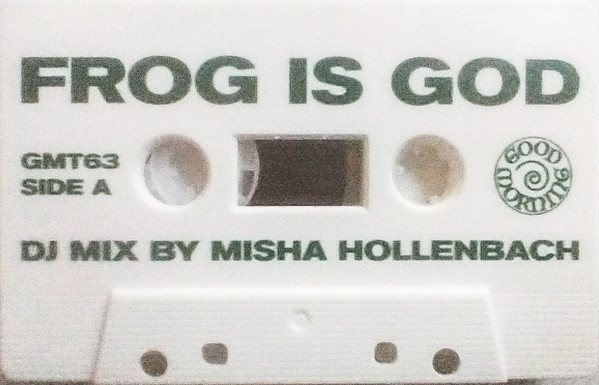 FROG IS GOD
GMT63
SIDE A
GOOD MORNING
DJ MIX BY MISHA HOLLENBACH